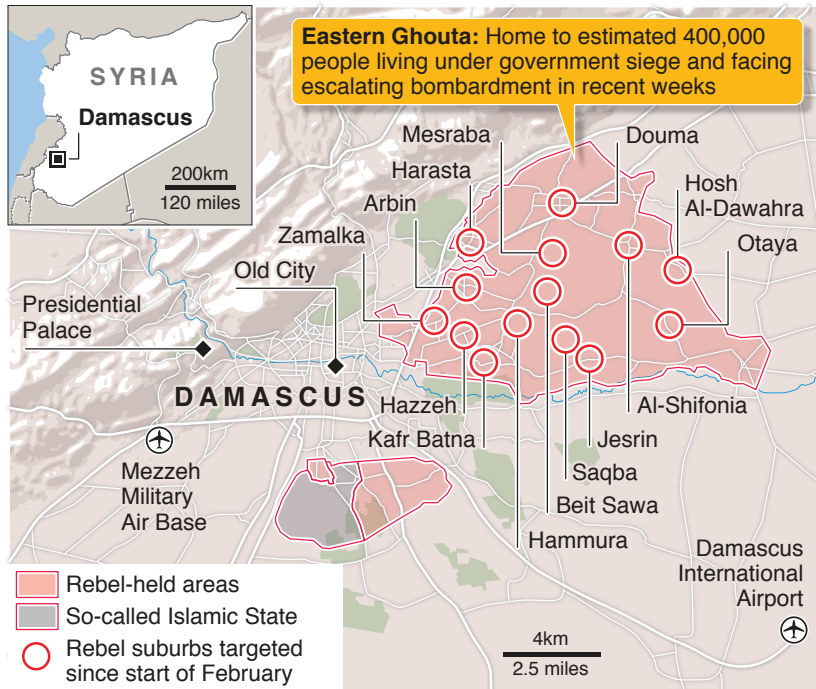 SYRIA
Damascus
200km
120 miles
Eastern Ghouta: Home to estimated 400,000
people living under government siege and facing
escalating bombardment in recent weeks
Mesraba
Douma
Harasta
Hosh
Al-Dawahra
Arbin
Zamalka
Otaya
Old City
Presidential
Palace
DAMASCUS
Hazzeh
Al-Shifonia
Kafr Batna
Jesrin
Mezzeh
Military
Air Base
Saqba
Beit Sawa
Hammura
Damascus
International
Airport
Rebel-held areas
So-called Islamic State
Rebel suburbs targeted
since start of February
4km
2.5 miles